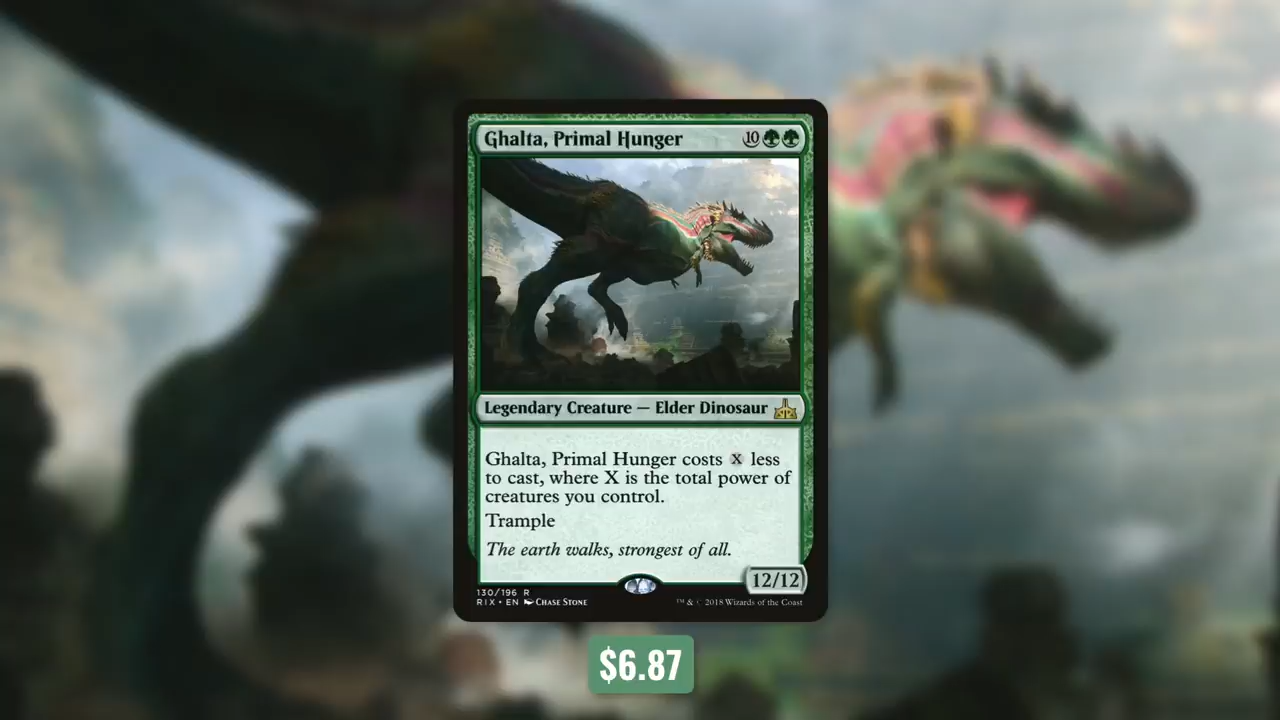 Ghalta, Primal Hunger 10
Legendary Creature — Elder Dinosaur
Ghalta, Primal Hunger costs X less
to cast, where X is the total power of
creatures you control.
Trample
The earth walks, strongest of all.
12/12
130/196 R
RIX • EN Chase Stone
™ & © 2018 Wizards of the Coast
$6.87